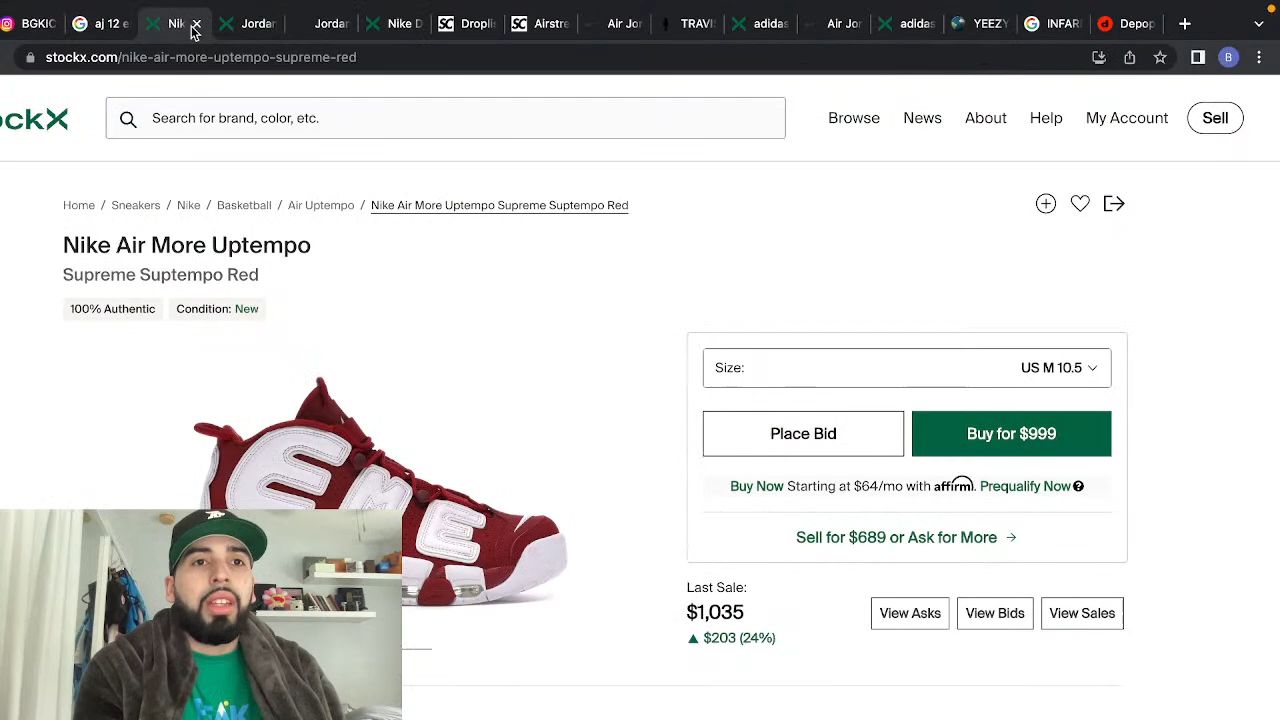 BGKIC
aj 12 e
Nik
Jordar
Jordar
Nike D
SC Droplis
SC Airstre
Air Jor
TRAVI
adidas
Air Jor
adidas
YEEZY
INFAR
Depop
stockx.com/nike-air-more-uptempo-supreme-red
B
ockX
Search for brand, color, etc.
Browse News About Help My Account Sell
Home / Sneakers / Nike / Basketball / Air Uptempo / Nike Air More Uptempo Supreme Suptempo Red
Nike Air More Uptempo
Supreme Suptempo Red
100% Authentic Condition: New
Size: US M 10.5
Place Bid Buy for $999
Buy Now Starting at $64/mo with affirm. Prequalify Now
Sell for $689 or Ask for More →
Last Sale:
$1,035
▲ $203 (24%)
View Asks View Bids View Sales
EME